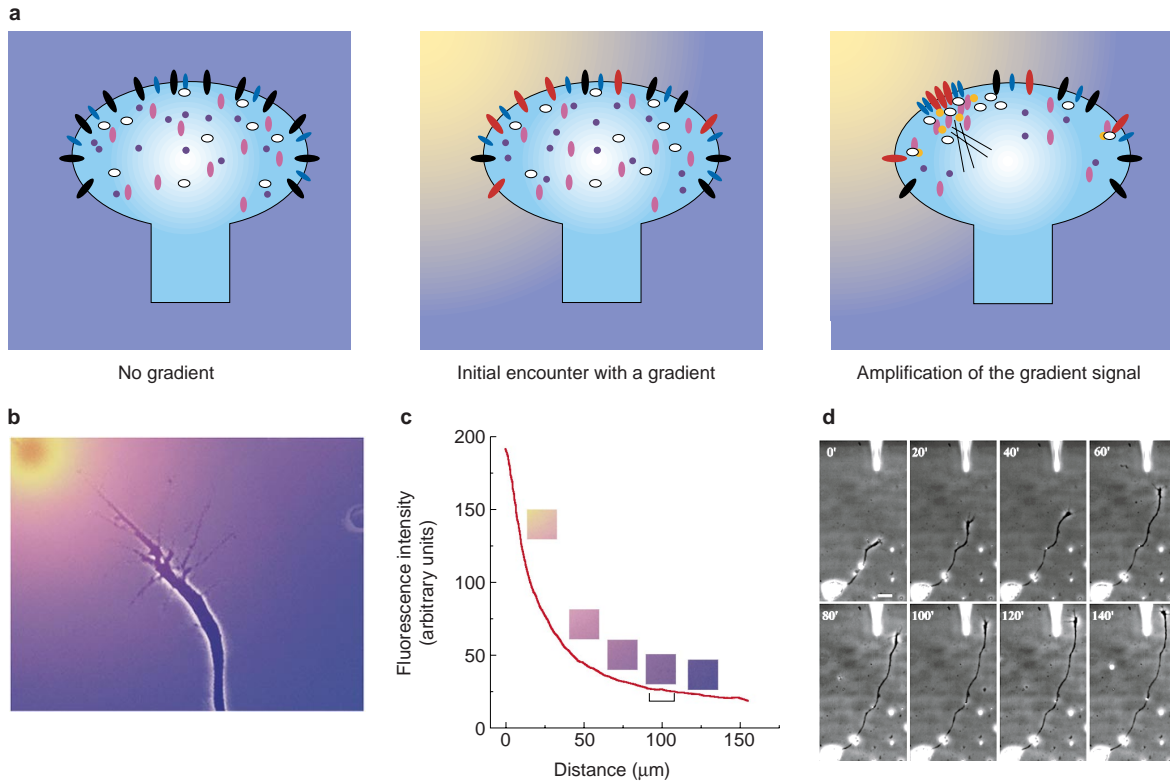 a
No gradient
Initial encounter with a gradient
Amplification of the gradient signal
b
c
Fluorescence intensity
(arbitrary units)
200
150
100
50
0
0
50
100
150
Distance (μm)
d
0'
20'
40'
60'
80'
100'
120'
140'